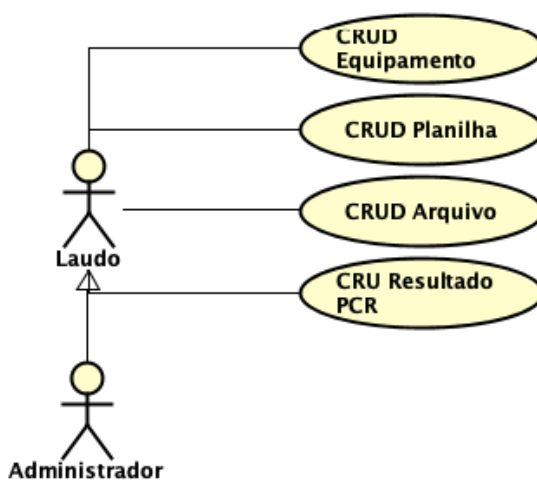 CRUD
Equipamento
CRUD Planilha
CRUD Arquivo
Laudo
CRU Resultado
PCR
Administrador